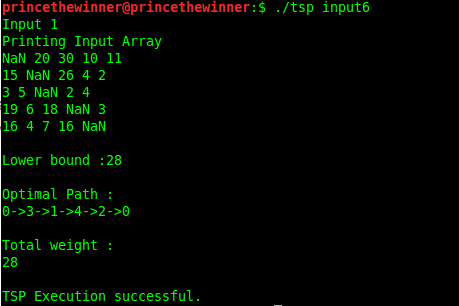 princethewinner@princethewinner:$ ./tsp input6
Input 1
Printing Input Array
NaN 20 30 10 11
15 NaN 26 4 2
3 5 NaN 2 4
19 6 18 NaN 3
16 4 7 16 NaN
Lower bound :28
Optimal Path :
0->3->1->4->2->0
Total weight :
28
TSP Execution successful.